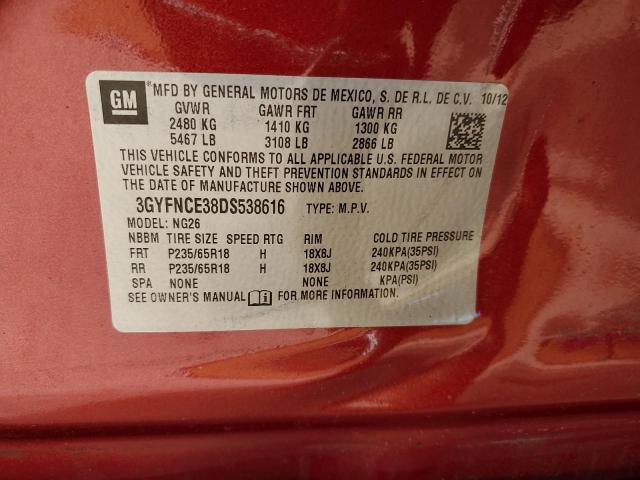 GM *MFD BY GENERAL MOTORS DE MEXICO, S. DE R.L. DE C.V. 10/12
GVWR GAWR FRT GAWR RR
2480 KG 1410 KG 1300 KG
5467 LB 3108 LB 2866 LB
THIS VEHICLE CONFORMS TO ALL APPLICABLE U.S. FEDERAL MOTOR
VEHICLE SAFETY AND THEFT PREVENTION STANDARDS IN EFFECT ON
THE DATE OF MANUFACTURE SHOWN ABOVE.
3GYFNCE38DS538616 TYPE: M.P.V.
MODEL: NG26
NBBM TIRE SIZE SPEED RTG RIM COLD TIRE PRESSURE
FRT P235/65R18 H 18X8J 240KPA(35PSI)
RR P235/65R18 H 18X8J 240KPA(35PSI)
SPA NONE NONE KPA(PSI)
SEE OWNER'S MANUAL FOR MORE INFORMATION.